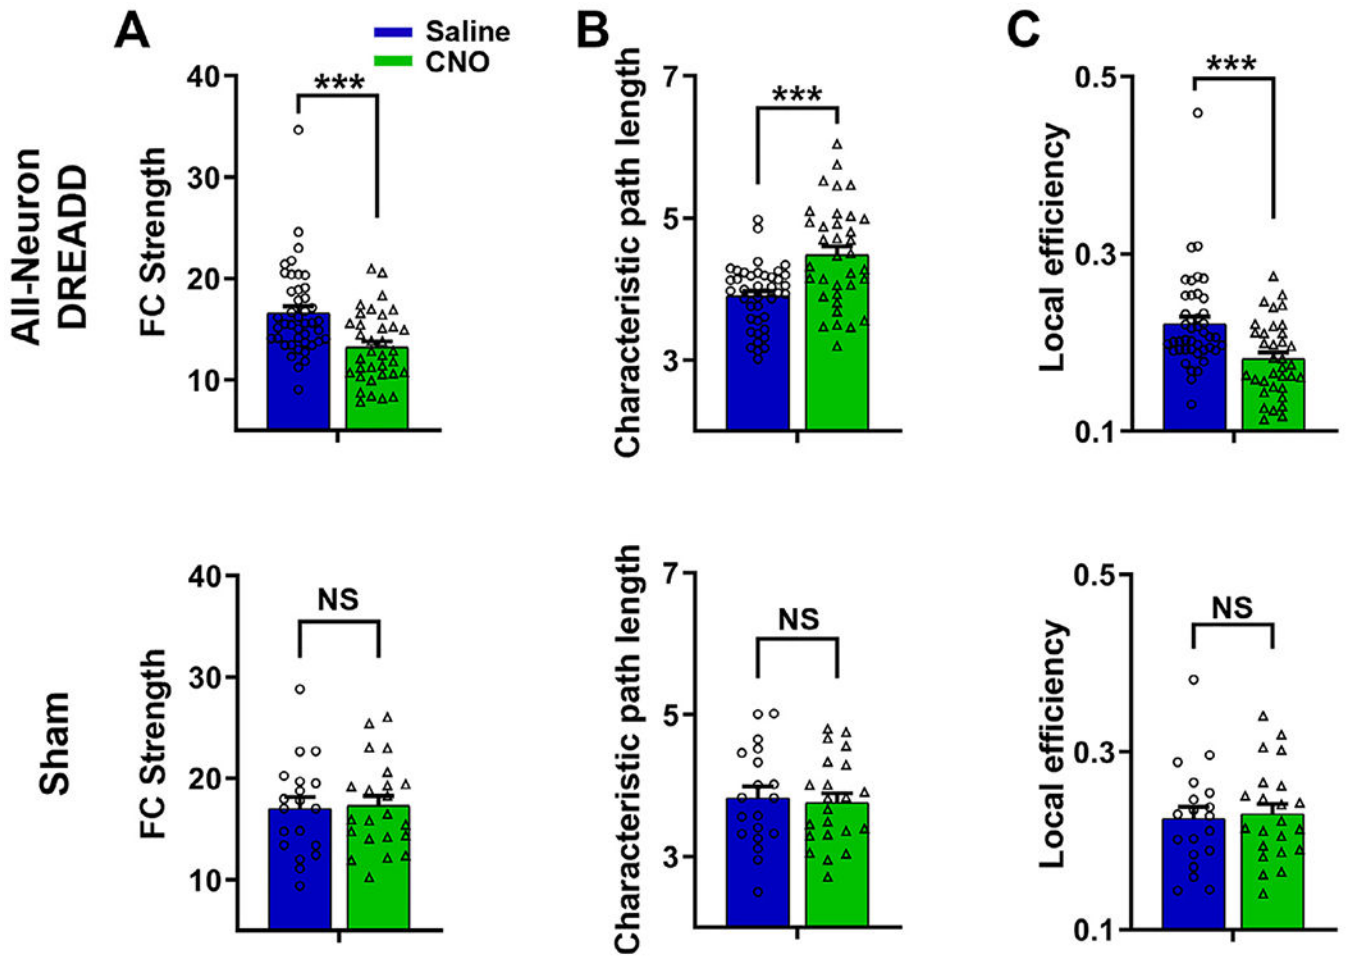 A
Saline
CNO
B
C
All-Neuron
DREADD
FC Strength
40
30
20
10
***
Characteristic path length
7
5
3
***
Local efficiency
0.5
0.3
0.1
***
Sham
FC Strength
40
30
20
10
NS
Characteristic path length
7
5
3
NS
Local efficiency
0.5
0.3
0.1
NS